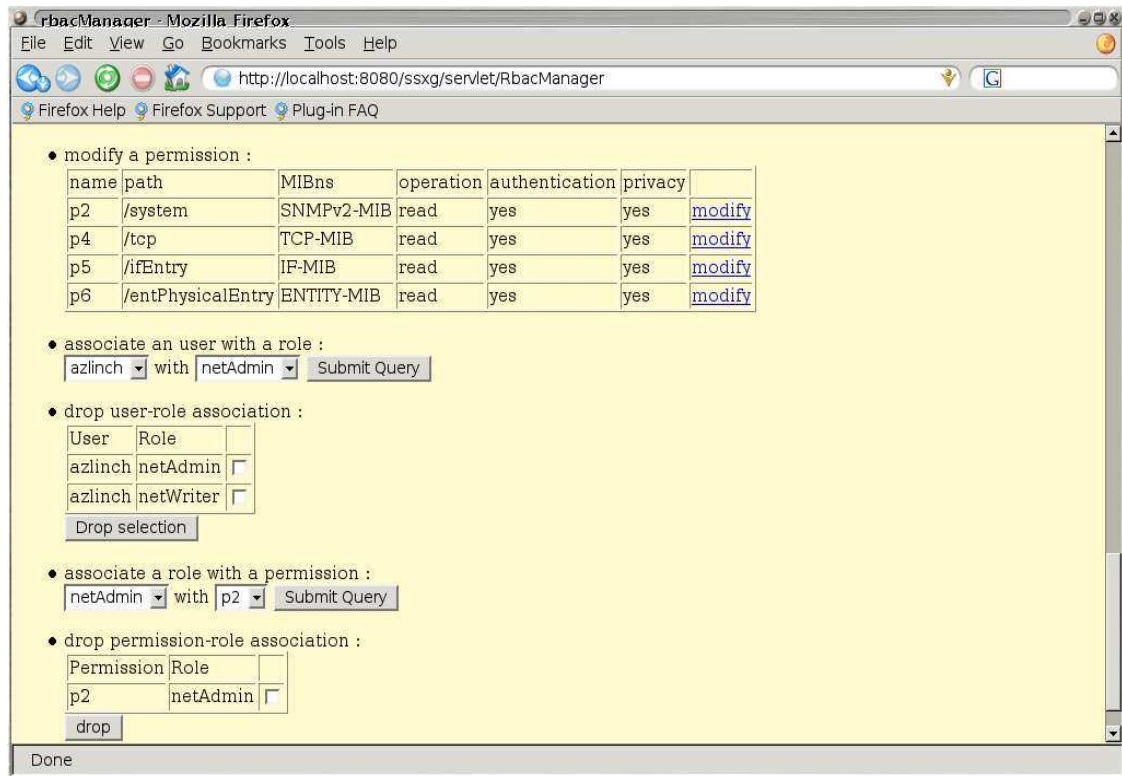 rbacManager - Mozilla Firefox
File Edit View Go Bookmarks Tools Help
http://localhost:8080/ssxg/servlet/RbacManager G
Firefox Help Firefox Support Plug-in FAQ
modify a permission :
name path MIBns operation authentication privacy
p2 /system SNMPv2-MIB read yes yes modify
p4 /tcp TCP-MIB read yes yes modify
p5 /ifEntry IF-MIB read yes yes modify
p6 /entPhysicalEntry ENTITY-MIB read yes yes modify
associate an user with a role :
azlinch with netAdmin Submit Query
drop user-role association :
User Role
azlinch netAdmin
azlinch netWriter
Drop selection
associate a role with a permission :
netAdmin with p2 Submit Query
drop permission-role association :
Permission Role
p2 netAdmin
drop
Done